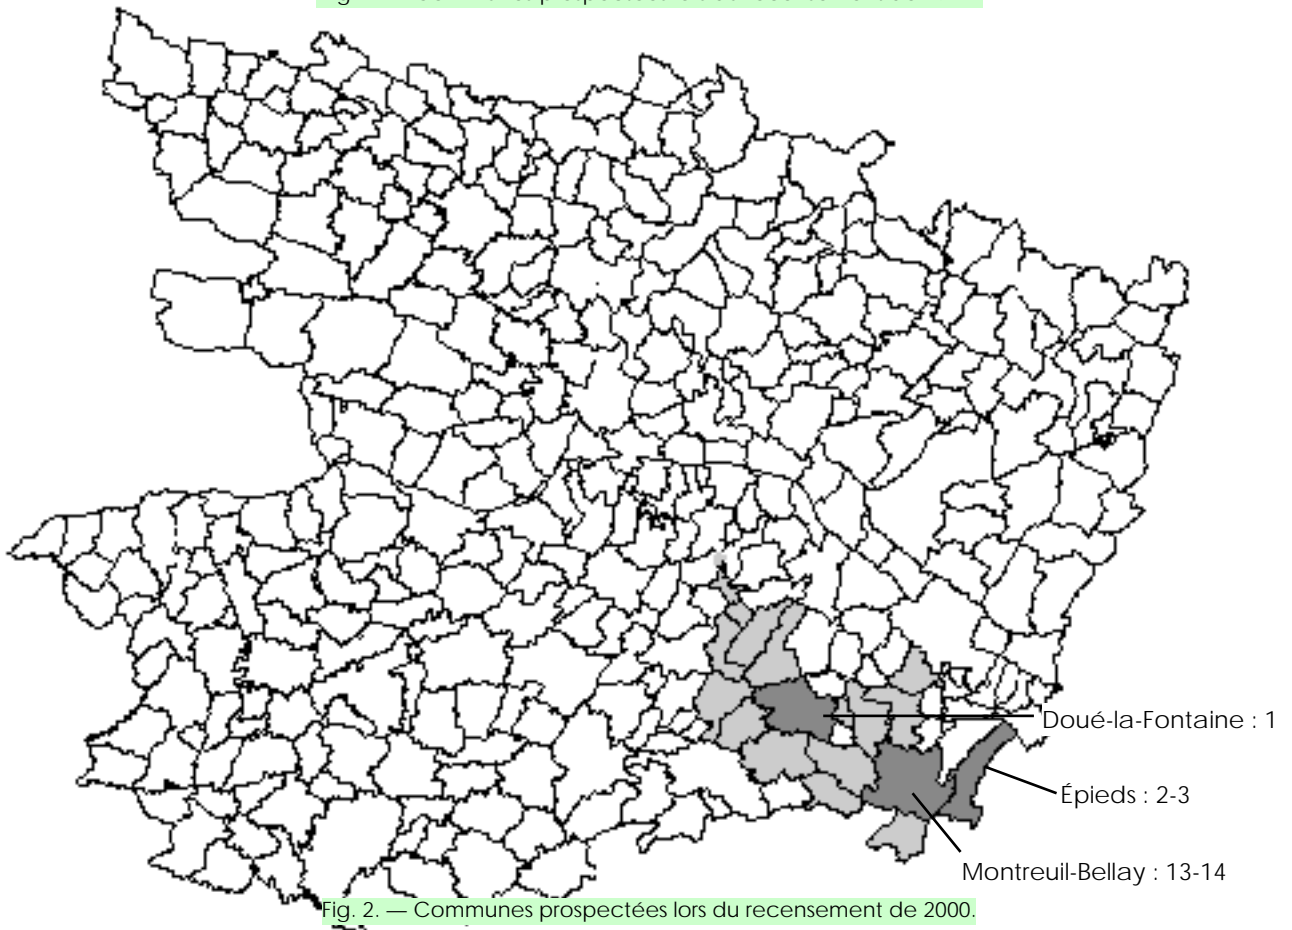 Doué-la-Fontaine : 1
Épieds : 2-3
Montreuil-Bellay : 13-14
Fig. 2. — Communes prospectées lors du recensement de 2000.